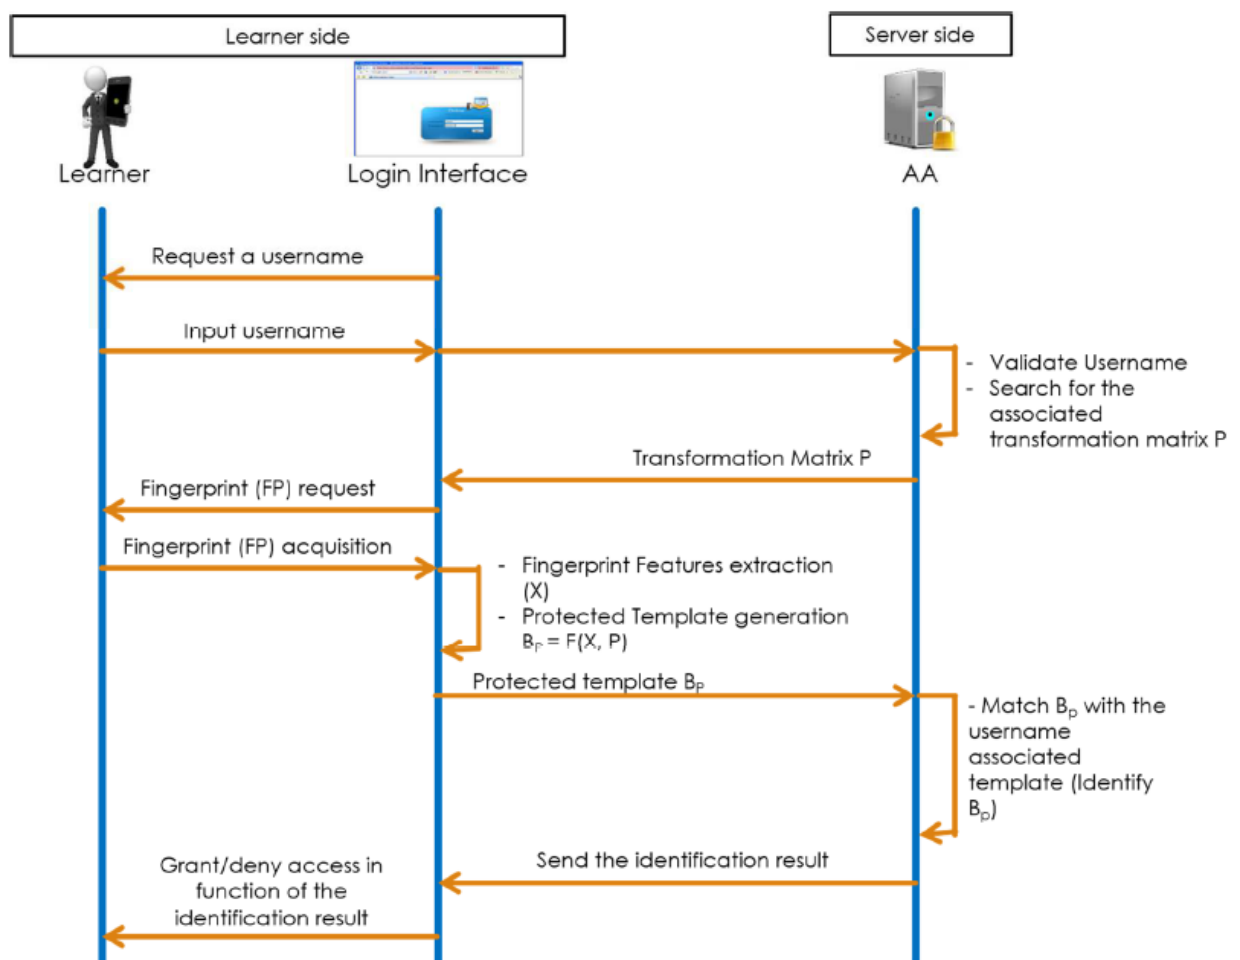 Learner side
Server side
Learner
Login Interface
AA
Request a username
Input username
- Validate Username
- Search for the
associated
transformation matrix P
Transformation Matrix P
Fingerprint (FP) request
Fingerprint (FP) acquisition
- Fingerprint Features extraction
(X)
- Protected Template generation
BP = F(X, P)
Protected template BP
- Match Bp with the
username
associated
template (Identify
Bp)
Send the identification result
Grant/deny access in
function of the
identification result